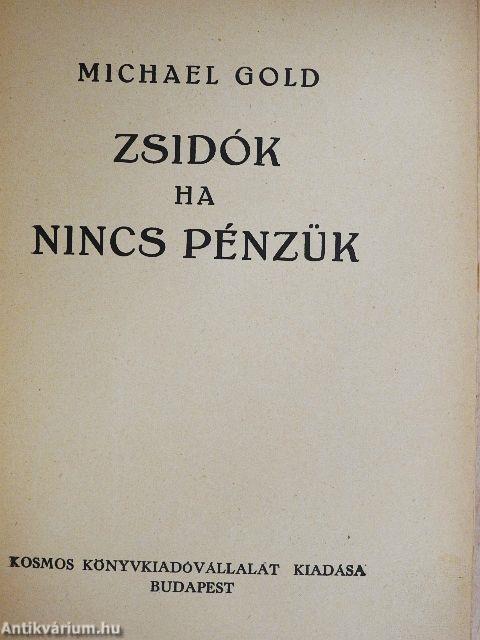 MICHAEL GOLD
ZSIDÓK
HA
NINCS PÉNZÜK
KOSMOS KÖNYVKIADÓVÁLLALAT KIADÁSA
BUDAPEST
Antikvárium.hu